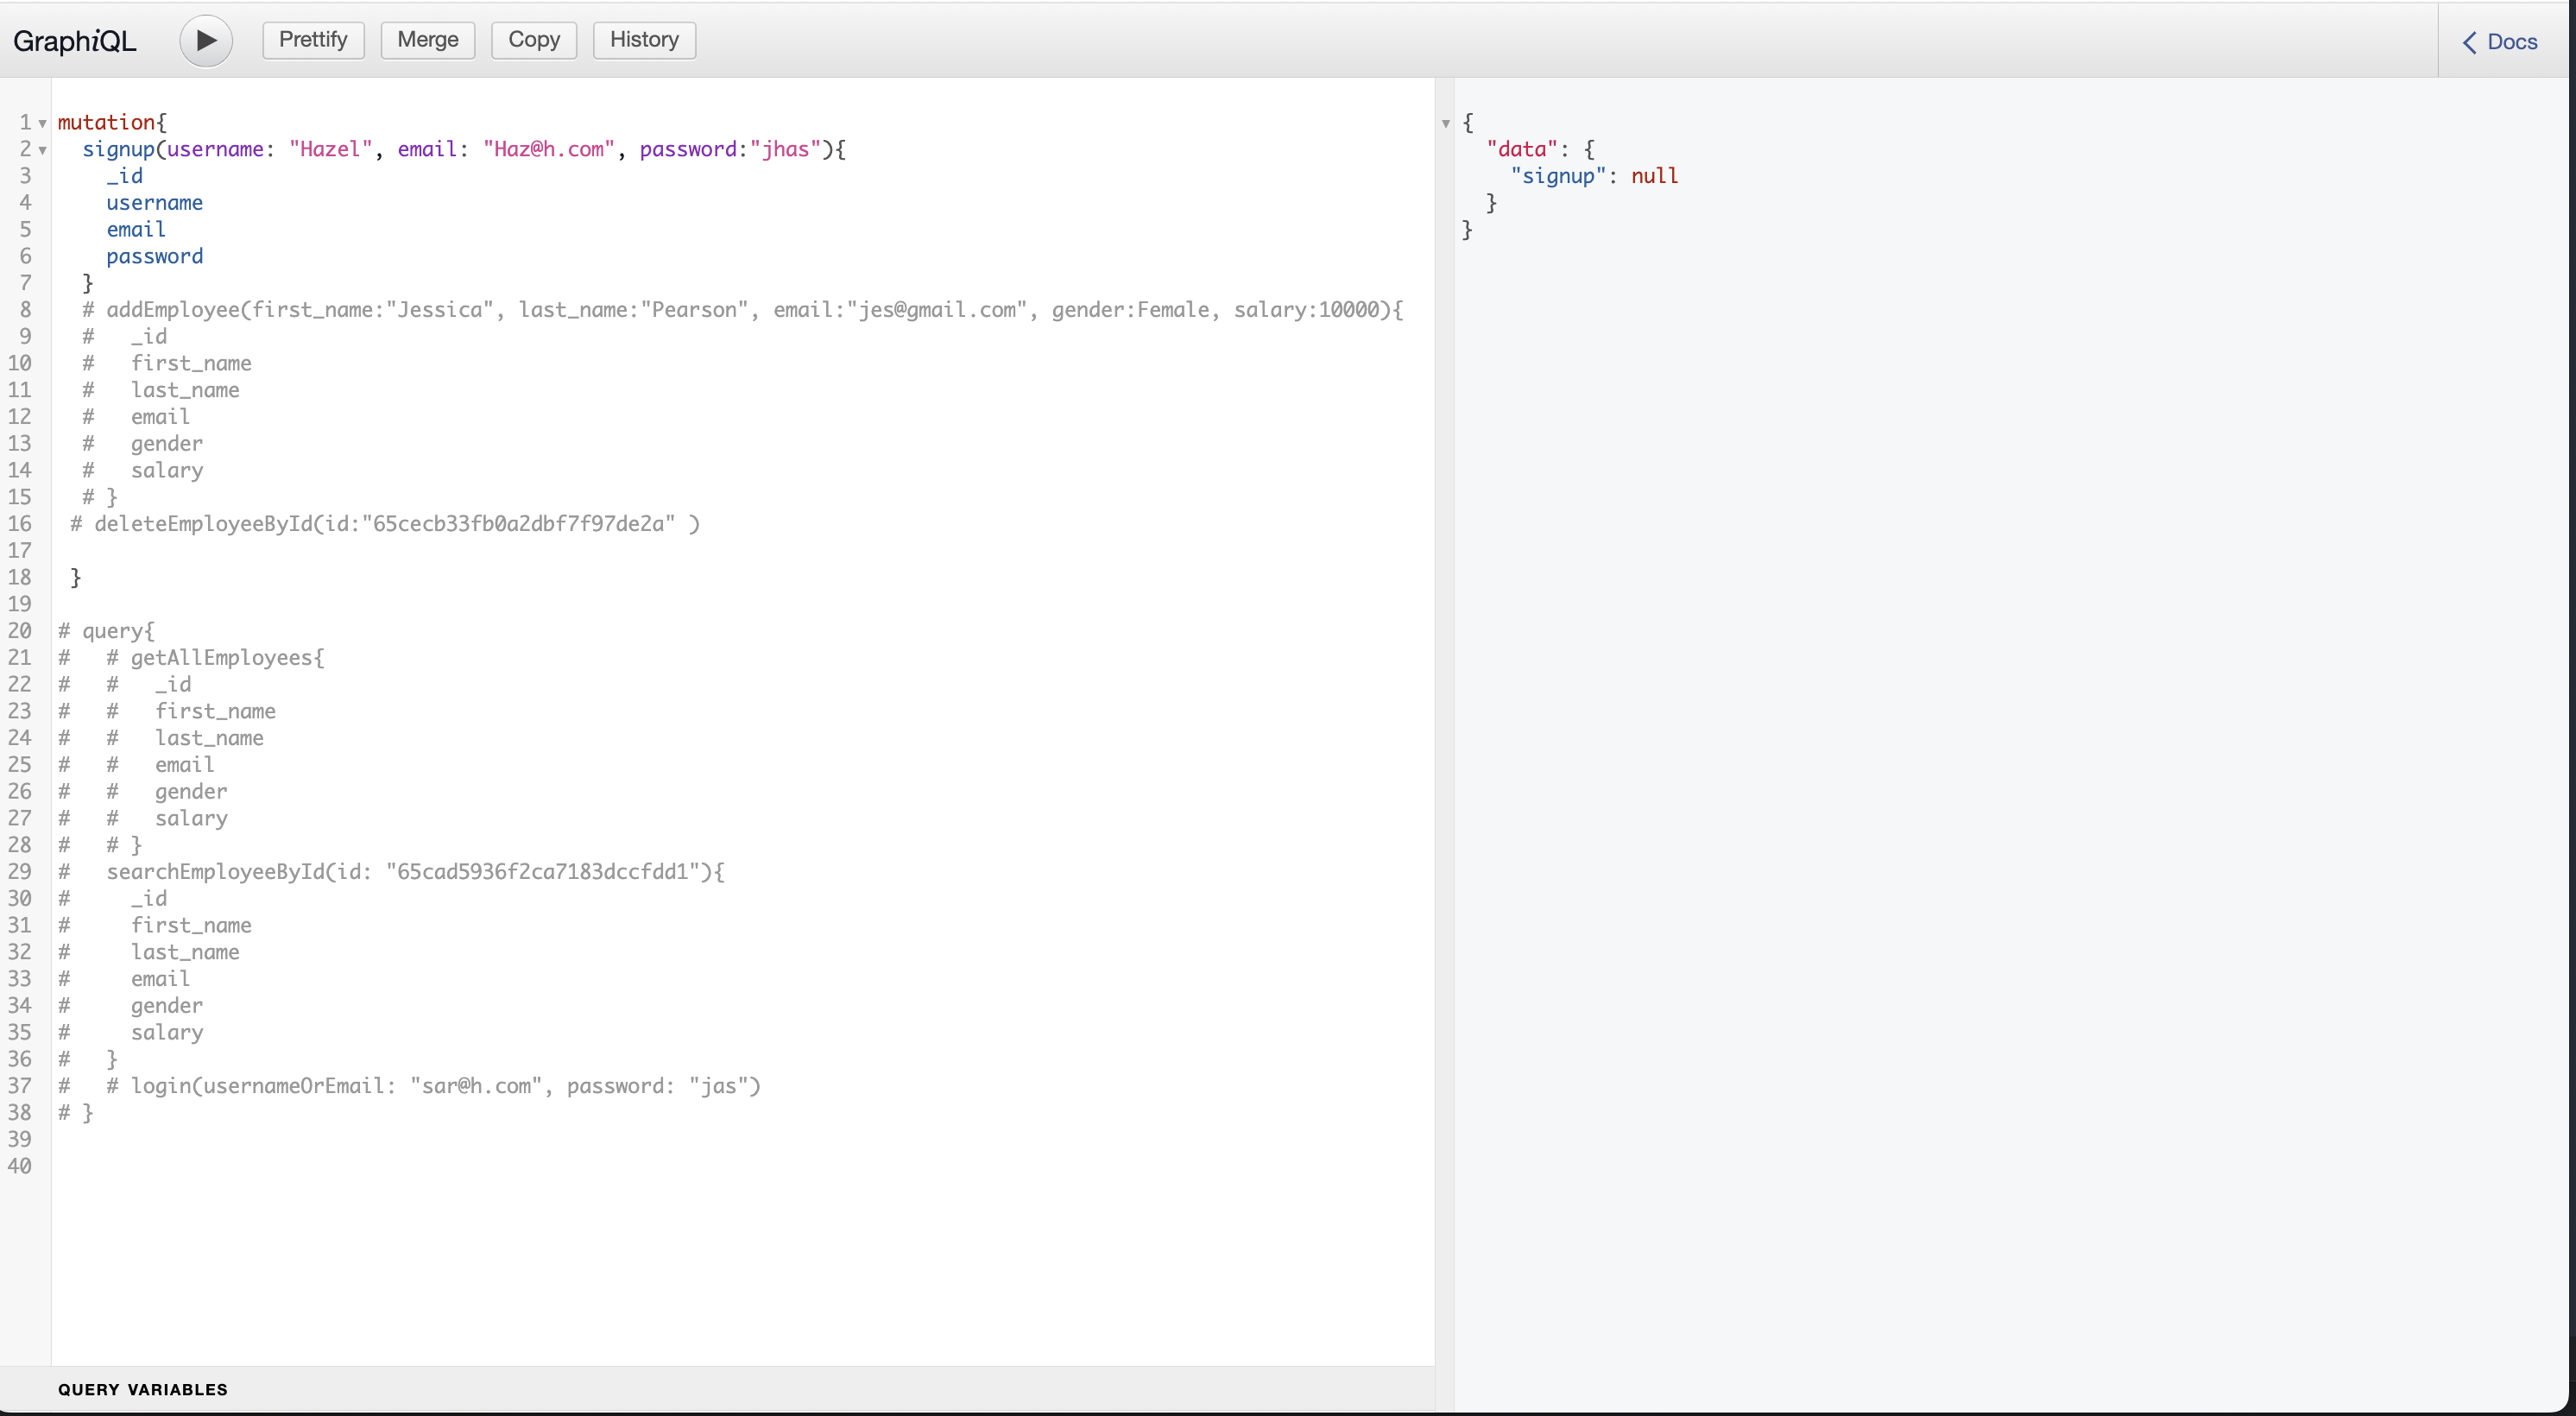 GraphiQL Prettify Merge Copy History Docs
1 mutation{
2   signup(username: "Hazel", email: "Haz@h.com", password:"jhas"){
3     _id
4     username
5     email
6     password
7   }
8   # addEmployee(first_name:"Jessica", last_name:"Pearson", email:"jes@gmail.com", gender:Female, salary:10000){
9   #   _id
10   #   first_name
11   #   last_name
12   #   email
13   #   gender
14   #   salary
15   # }
16  # deleteEmployeeById(id:"65cecb33fb0a2dbf7f97de2a" )
17
18  }
19
20 # query{
21 #   # getAllEmployees{
22 #   #   _id
23 #   #   first_name
24 #   #   last_name
25 #   #   email
26 #   #   gender
27 #   #   salary
28 #   # }
29 #   searchEmployeeById(id: "65cad5936f2ca7183dccfdd1"){
30 #     _id
31 #     first_name
32 #     last_name
33 #     email
34 #     gender
35 #     salary
36 #   }
37 #   # login(usernameOrEmail: "sar@h.com", password: "jas")
38 # }
39
40
QUERY VARIABLES
{
  "data": {
    "signup": null
  }
}